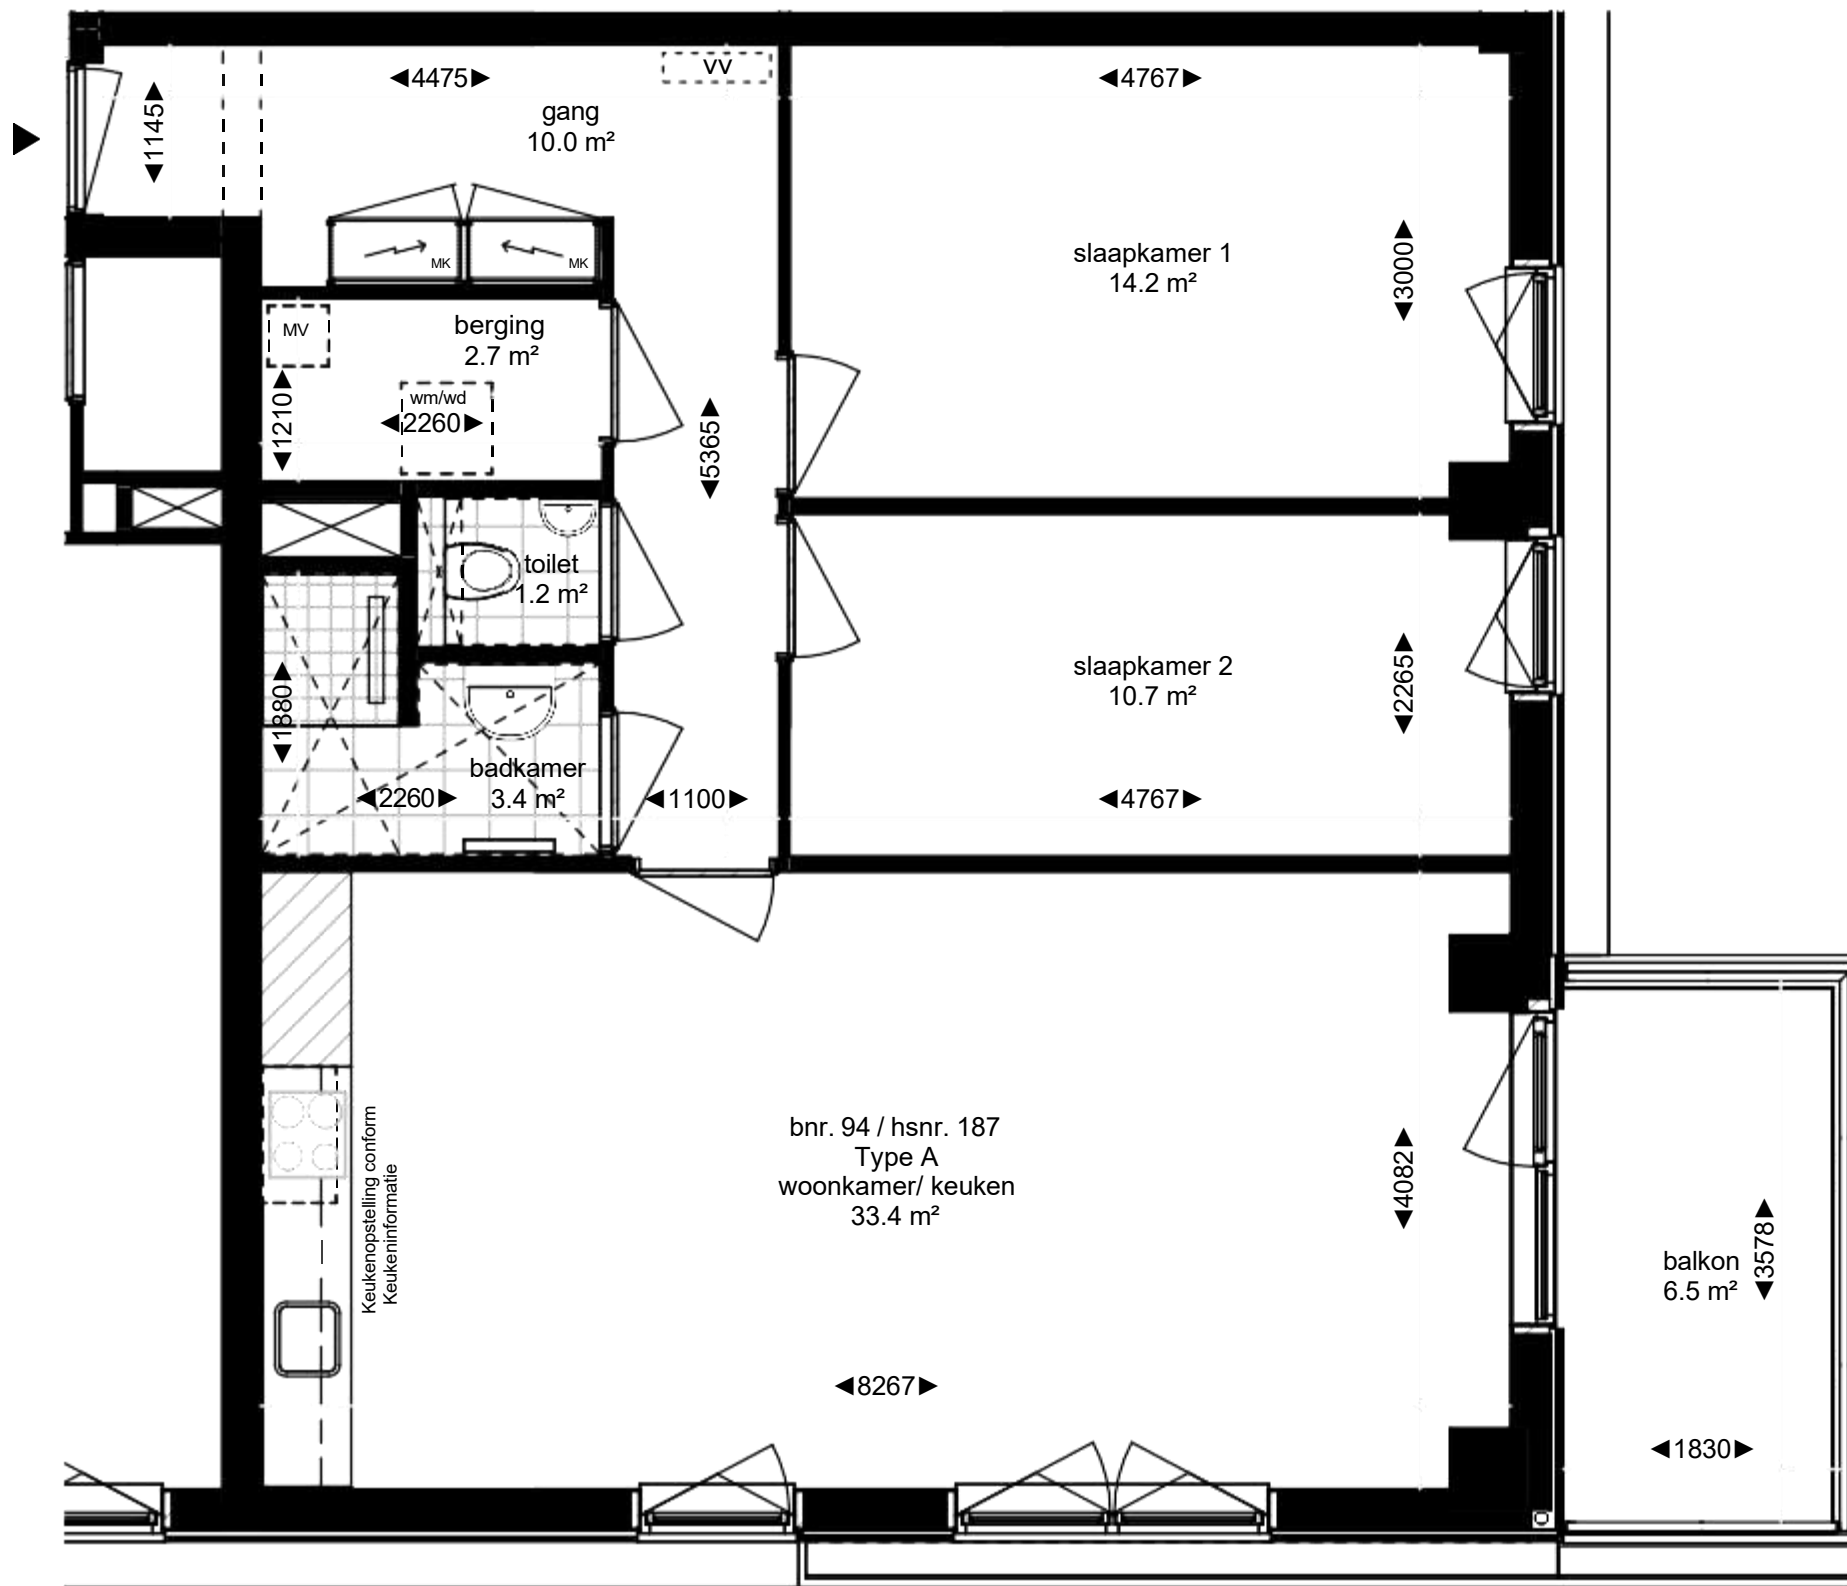 VV
◄4475►
◄4767►
◄1145►
gang
10.0 m²
slaapkamer 1
14.2 m²
◄3000►
MK
MK
MV
berging
2.7 m²
wm/wd
◄2260►
◄1210►
◄5365►
toilet
1.2 m²
slaapkamer 2
10.7 m²
◄2265►
◄1880►
badkamer
3.4 m²
◄2260►
◄1100►
◄4767►
Keukenopstelling conform
Keukeninformatie
bnr. 94 / hsnr. 187
Type A
woonkamer/ keuken
33.4 m²
◄4082►
balkon
6.5 m²
◄3578►
◄8267►
◄1830►